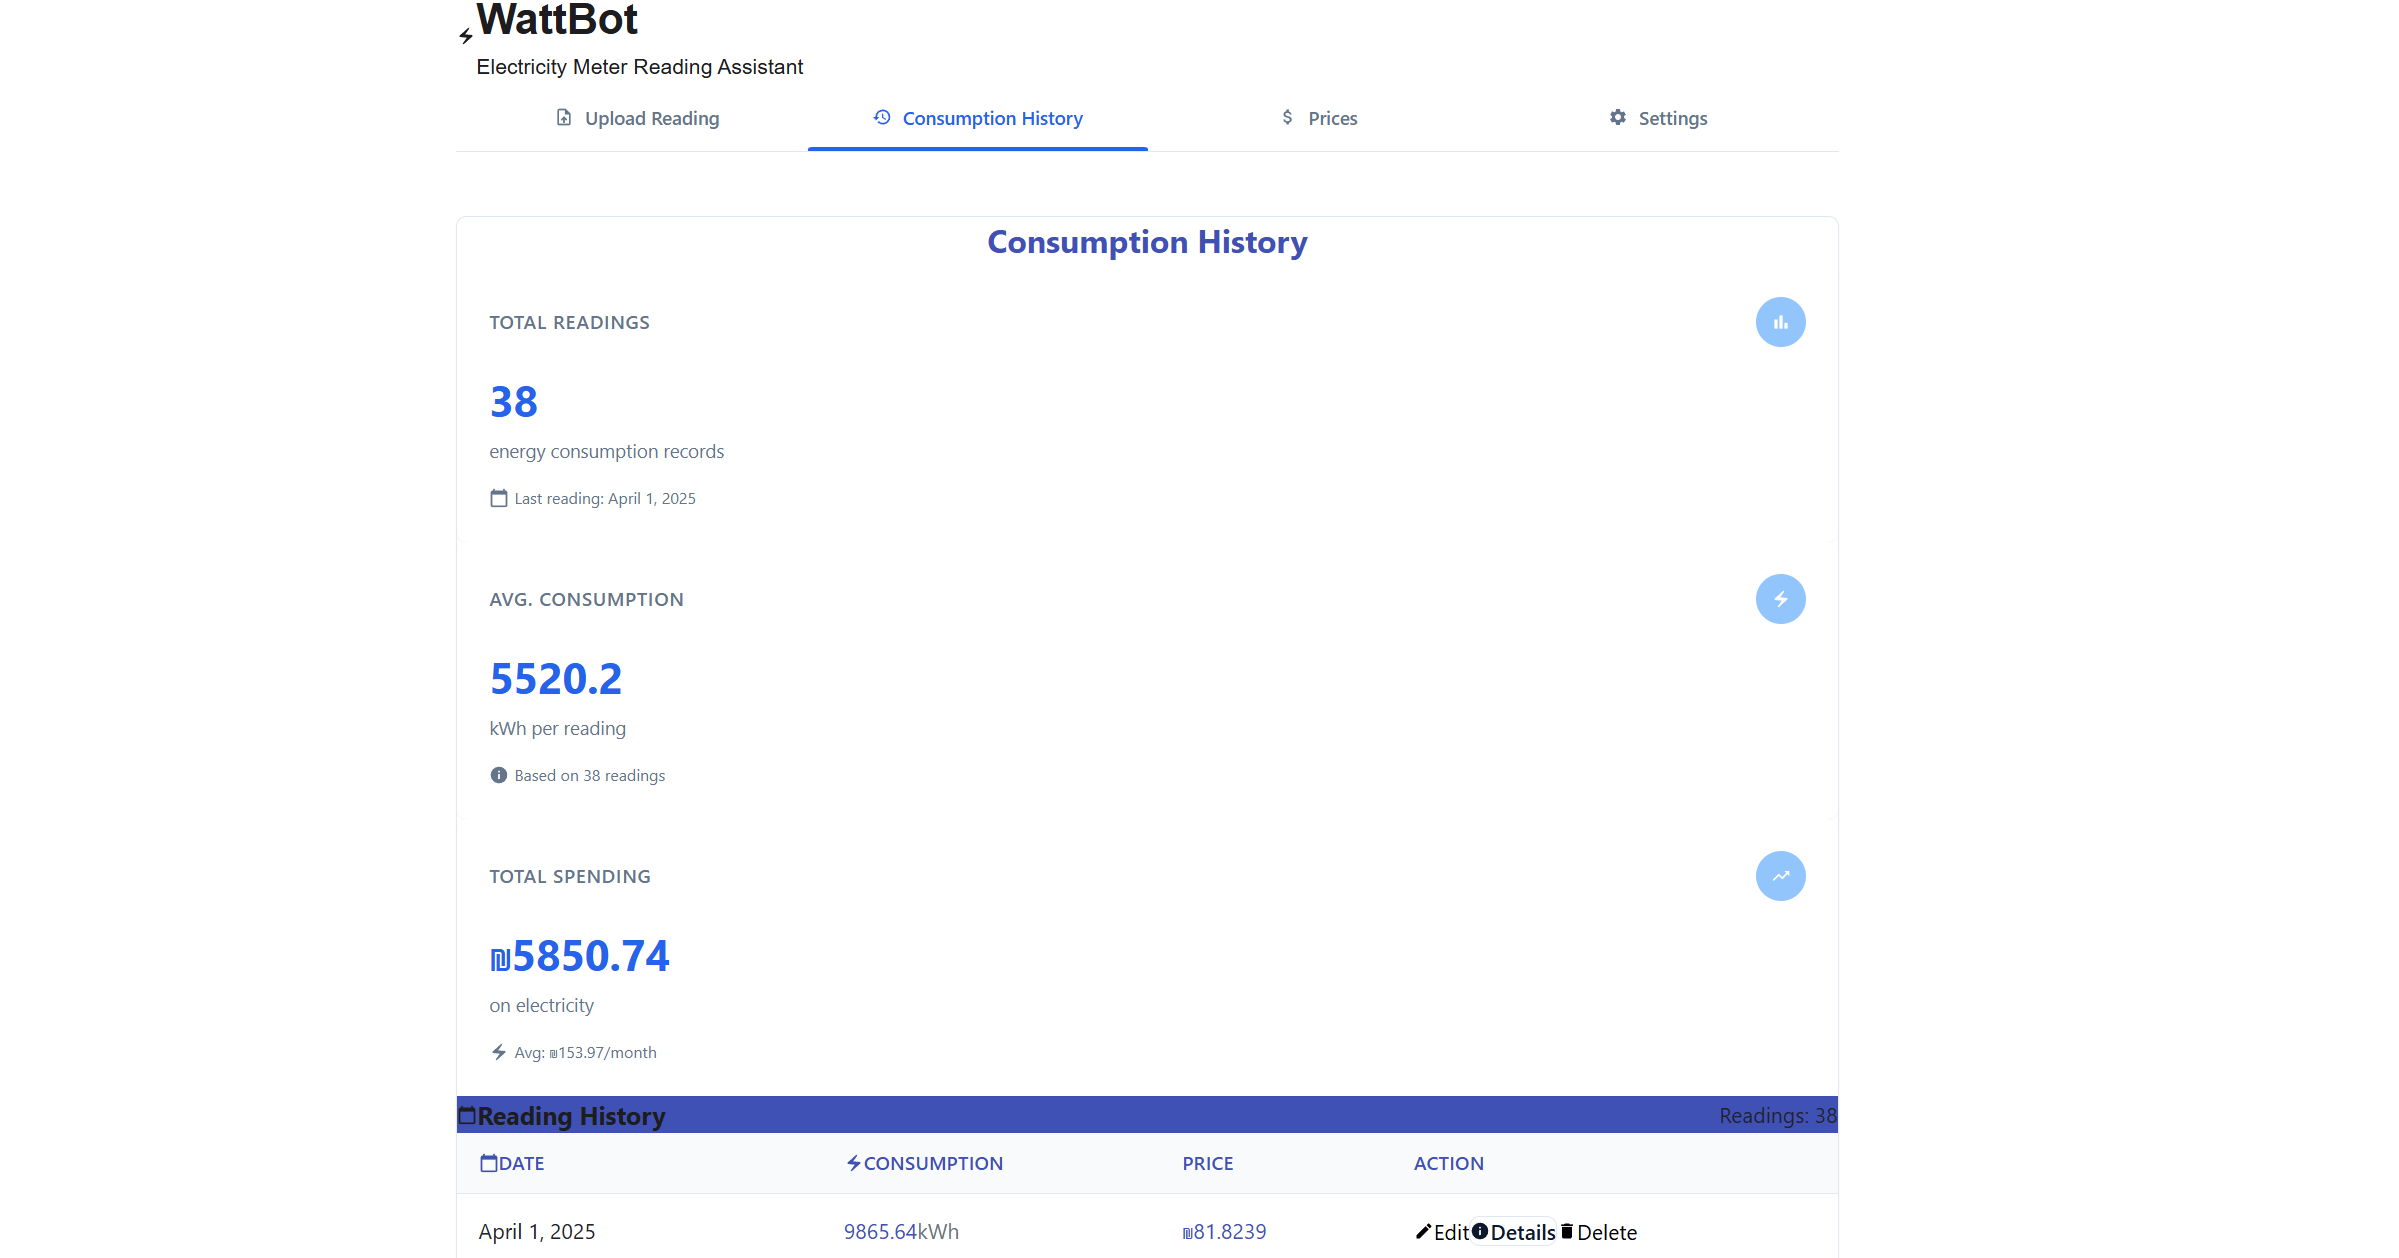 WattBot
Electricity Meter Reading Assistant
Upload Reading Consumption History Prices Settings
Consumption History
TOTAL READINGS
38
energy consumption records
Last reading: April 1, 2025
AVG. CONSUMPTION
5520.2
kWh per reading
Based on 38 readings
TOTAL SPENDING
₪5850.74
on electricity
Avg: ₪153.97/month
Reading History Readings: 38
DATE CONSUMPTION PRICE ACTION
April 1, 2025 9865.64kWh ₪81.8239 Edit Details Delete